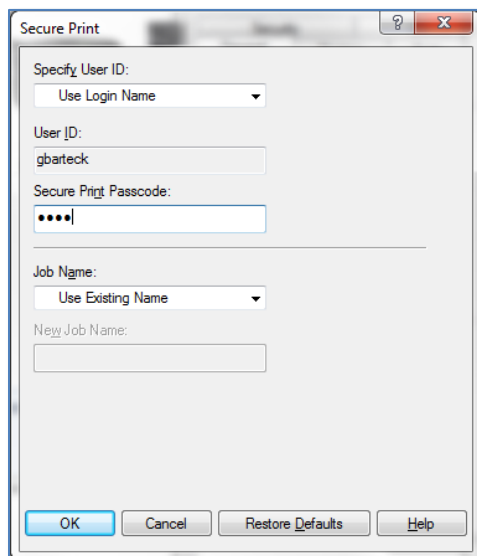 Secure Print
?
X
Specify User ID:
Use Login Name
User ID:
gbarteck
Secure Print Passcode:
••••
Job Name:
Use Existing Name
New Job Name:
OK Cancel Restore Defaults Help